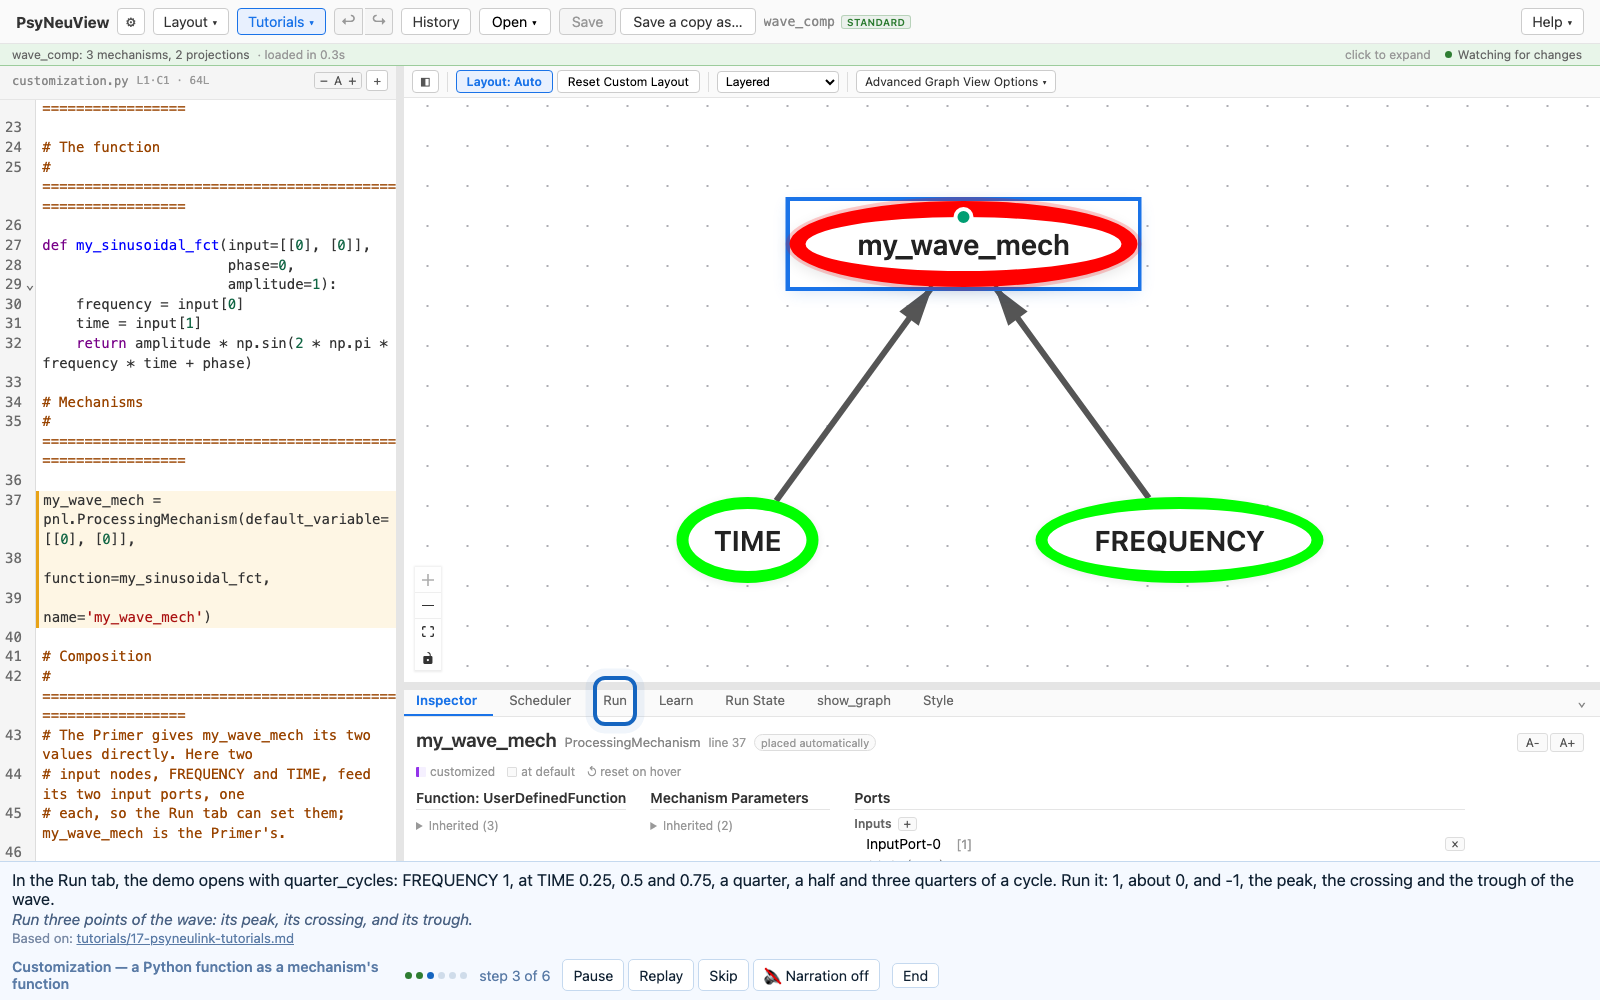 PsyNeuView ⚙ Layout ▾ Tutorials ▾ ↩ ↪ History Open ▾ Save Save a copy as... wave_comp STANDARD Help ▾
wave_comp: 3 mechanisms, 2 projections · loaded in 0.3s click to expand ● Watching for changes
customization.py L1·C1 · 64L − A + +
Layout: Auto Reset Custom Layout Layered Advanced Graph View Options ▾
=================
23
24 # The function
25 #
==========================================
=================
26
27 def my_sinusoidal_fct(input=[[0], [0]],
28 phase=0,
29 amplitude=1):
30 frequency = input[0]
31 time = input[1]
32 return amplitude * np.sin(2 * np.pi *
frequency * time + phase)
33
34 # Mechanisms
35 #
==========================================
=================
36
37 my_wave_mech =
pnl.ProcessingMechanism(default_variable=
[[0], [0]],
38
function=my_sinusoidal_fct,
39
name='my_wave_mech')
40
41 # Composition
42 #
==========================================
=================
43 # The Primer gives my_wave_mech its two
values directly. Here two
44 # input nodes, FREQUENCY and TIME, feed
its two input ports, one
45 # each, so the Run tab can set them;
my_wave_mech is the Primer's.
46
my_wave_mech
TIME
FREQUENCY
Inspector Scheduler Run Learn Run State show_graph Style
my_wave_mech ProcessingMechanism line 37 placed automatically A- A+
customized at default ↺ reset on hover
Function: UserDefinedFunction Mechanism Parameters Ports
▶ Inherited (3) ▶ Inherited (2) Inputs +
InputPort-0 [1] x
In the Run tab, the demo opens with quarter_cycles: FREQUENCY 1, at TIME 0.25, 0.5 and 0.75, a quarter, a half and three quarters of a cycle. Run it: 1, about 0, and -1, the peak, the crossing and the trough of the
wave.
Run three points of the wave: its peak, its crossing, and its trough.
Based on: tutorials/17-psyneulink-tutorials.md
Customization — a Python function as a mechanism's
function
step 3 of 6 Pause Replay Skip Narration off End